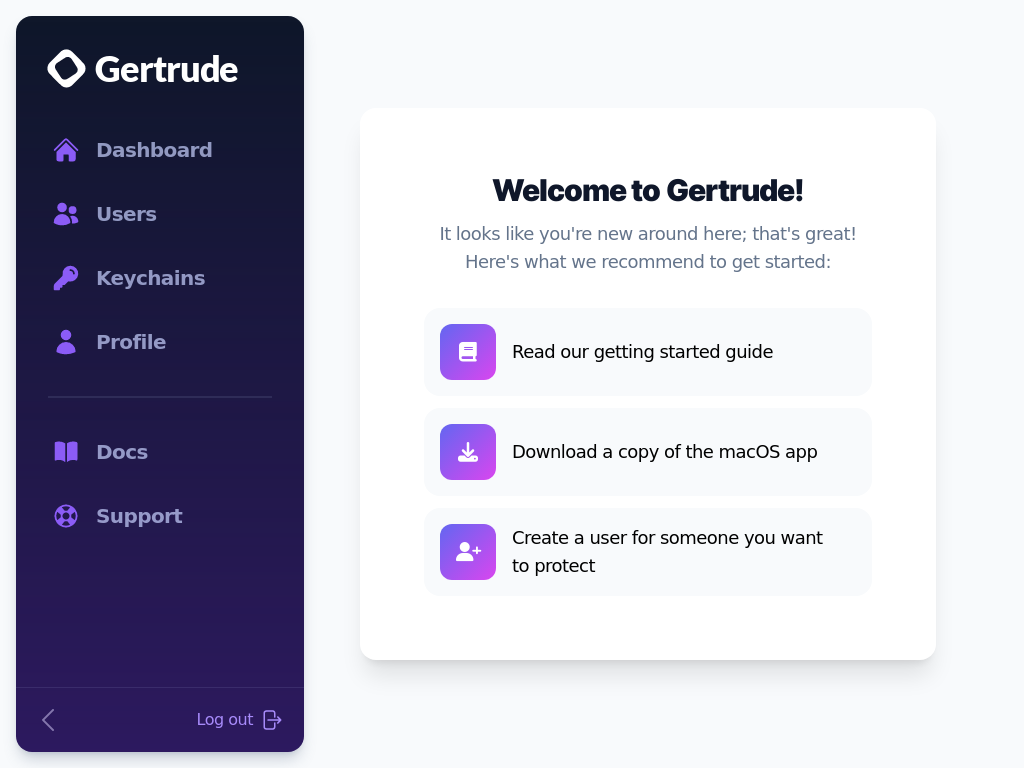 Gertrude
Dashboard
Users
Keychains
Profile
Docs
Support
Log out
Welcome to Gertrude!
It looks like you're new around here; that's great!
Here's what we recommend to get started:
Read our getting started guide
Download a copy of the macOS app
Create a user for someone you want
to protect